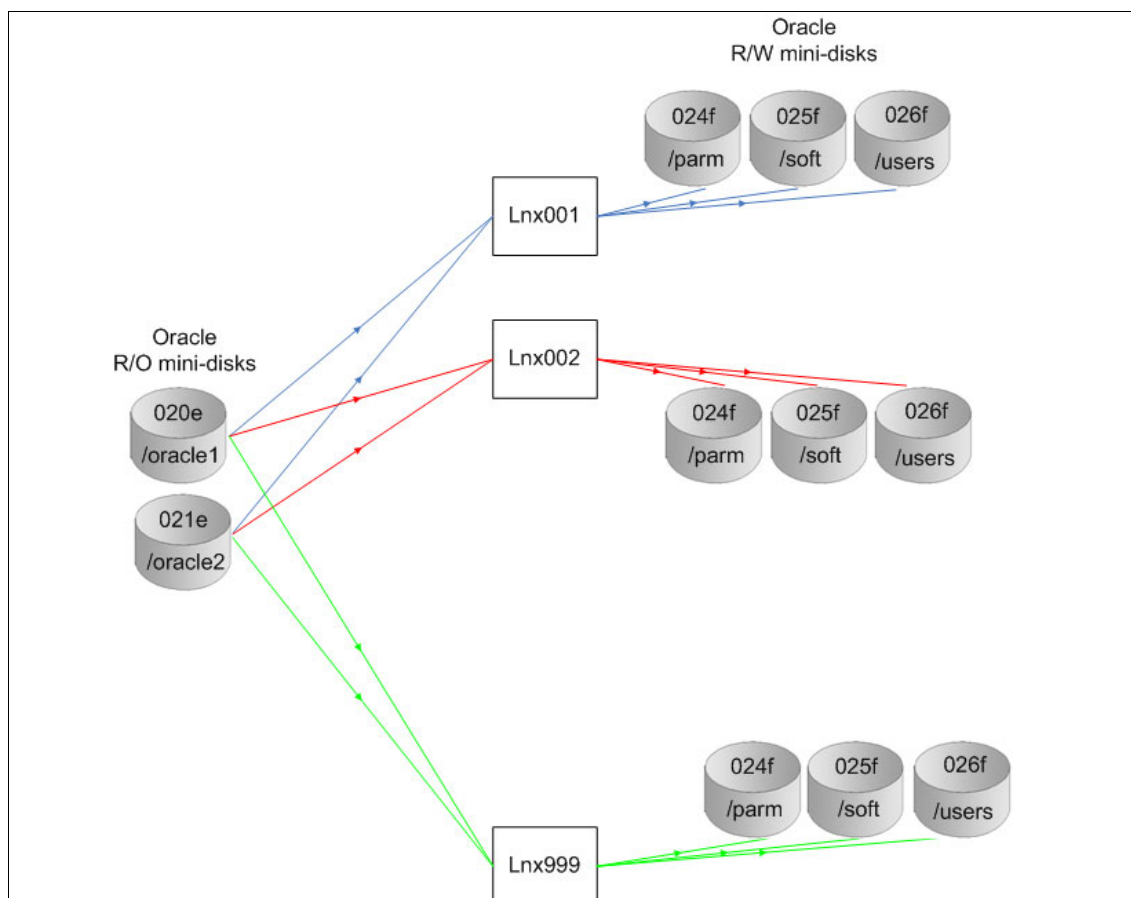 Oracle
R/W mini-disks
024f
025f
026f
/parm
/soft
/users
Lnx001
Oracle
R/O mini-disks
Lnx002
020e
/oracle1
024f
025f
026f
/parm
/soft
/users
021e
/oracle2
024f
025f
026f
/parm
/soft
/users
Lnx999